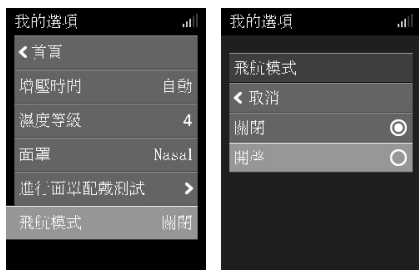 我的選項
首頁
增壓時間 自動
濕度等級 4
面罩 Nasal
進行面罩配戴測試
飛航模式 關閉
我的選項
飛航模式
取消
關閉
開啟